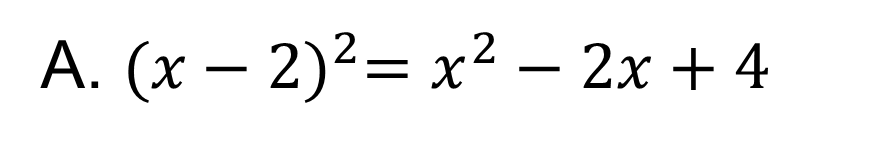 A. (x − 2)²= x² − 2x + 4